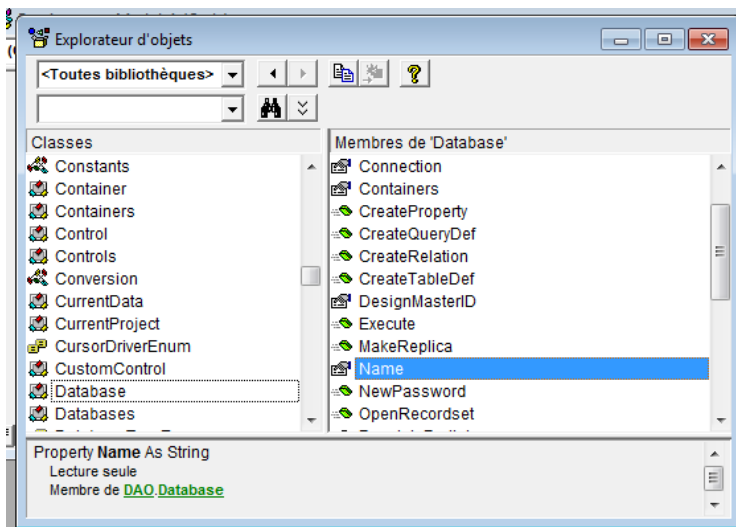 Explorateur d'objets
<Toutes bibliothèques>
Classes
Membres de 'Database'
Constants
Container
Containers
Control
Controls
Conversion
CurrentData
CurrentProject
CursorDriverEnum
CustomControl
Database
Databases
Connection
Containers
CreateProperty
CreateQueryDef
CreateRelation
CreateTableDef
DesignMasterID
Execute
MakeReplica
Name
NewPassword
OpenRecordset
Property Name As String
Lecture seule
Membre de DAO.Database